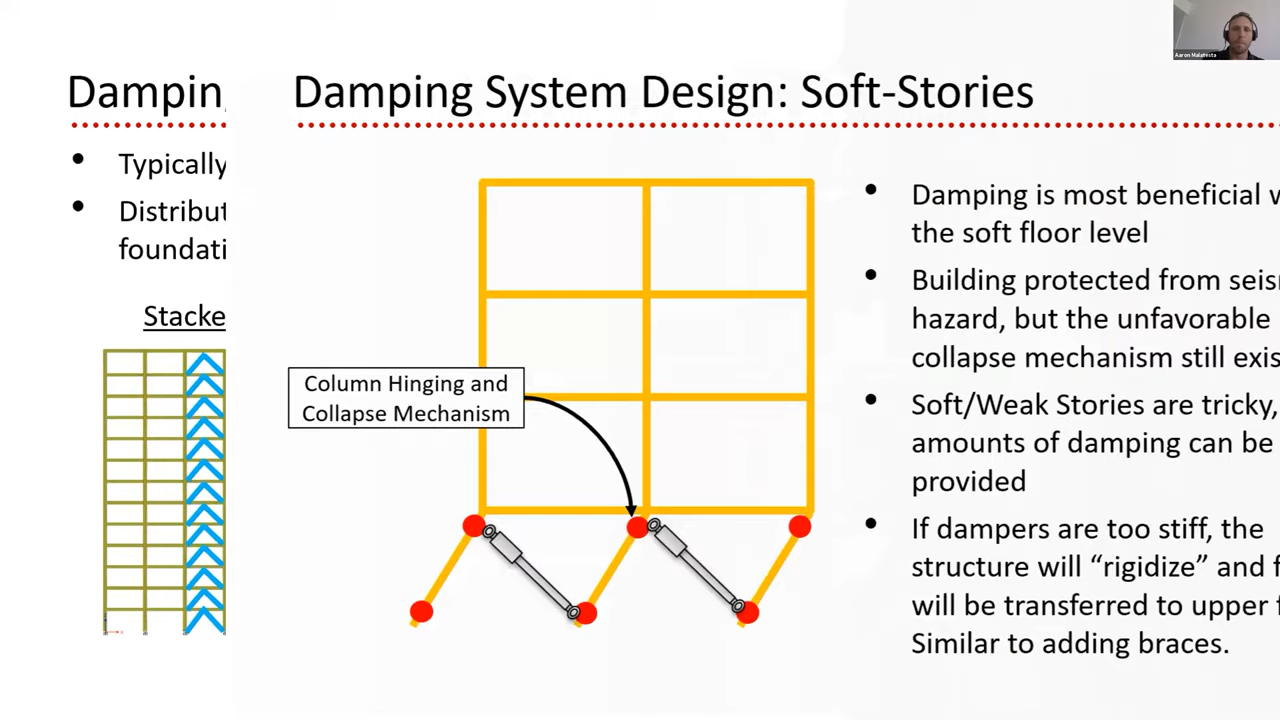 Damping
Typically
Distribut
foundati
Stacke
Damping System Design: Soft-Stories
Column Hinging and
Collapse Mechanism
Damping is most beneficial w
the soft floor level
Building protected from seis
hazard, but the unfavorable
collapse mechanism still exis
Soft/Weak Stories are tricky,
amounts of damping can be
provided
If dampers are too stiff, the
structure will “rigidize” and f
will be transferred to upper f
Similar to adding braces.
Aaron Malatesta